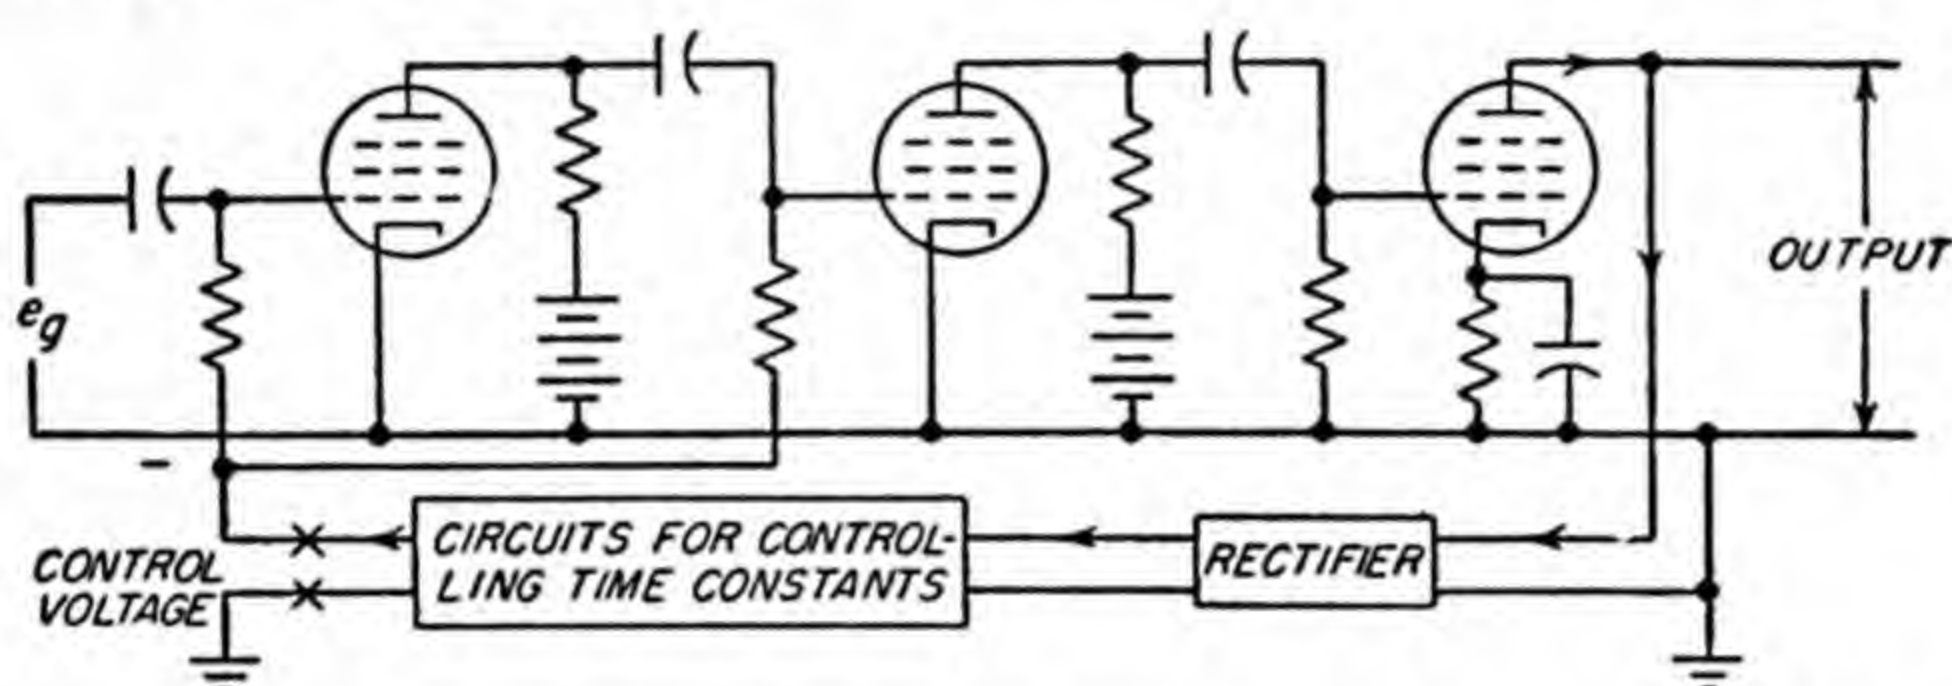 e_g
OUTPUT
-
CONTROL
VOLTAGE
CIRCUITS FOR CONTROL-
LING TIME CONSTANTS
RECTIFIER